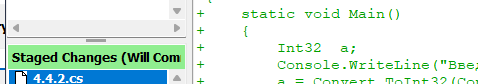 Staged Changes (Will Com
4.4.2.cs
+ static void Main()
+ {
+ Int32 a;
+ Console.WriteLine("Вве
+ a = Convert.ToInt32(Co